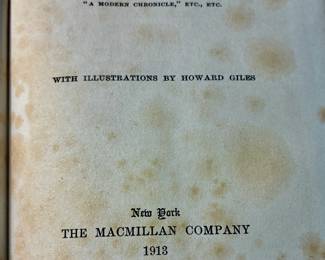 "A MODERN CHRONICLE," ETC., ETC.
WITH ILLUSTRATIONS BY HOWARD GILES
New York
THE MACMILLAN COMPANY
1913